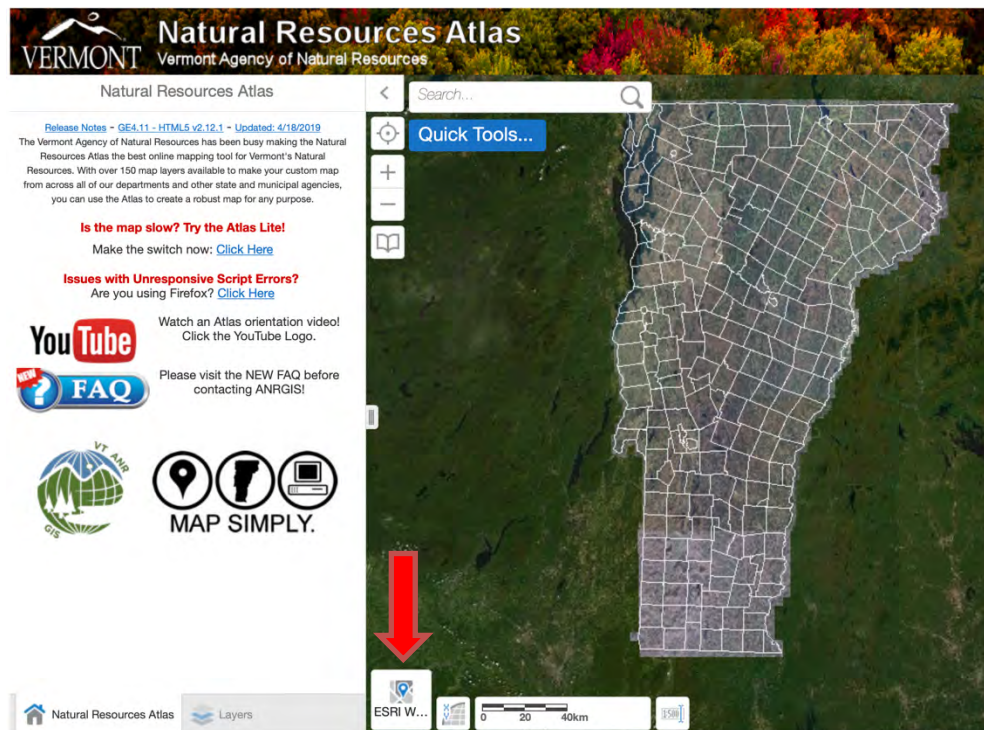 VERMONT
Natural Resources Atlas
Vermont Agency of Natural Resources
Natural Resources Atlas
Search...
Quick Tools...
Release Notes - GE4.11 - HTML5 v2.12.1 - Updated: 4/18/2019
The Vermont Agency of Natural Resources has been busy making the Natural
Resources Atlas the best online mapping tool for Vermont's Natural
Resources. With over 150 map layers available to make your custom map
from across all of our departments and other state and municipal agencies,
you can use the Atlas to create a robust map for any purpose.
Is the map slow? Try the Atlas Lite!
Make the switch now: Click Here
Issues with Unresponsive Script Errors?
Are you using Firefox? Click Here
YouTube
Watch an Atlas orientation video!
Click the YouTube Logo.
NEW
? FAQ
Please visit the NEW FAQ before
contacting ANRGIS!
VT ANR
GIS
MAP SIMPLY.
Natural Resources Atlas
Layers
ESRI W...
X
Y
0 20 40km
1:500